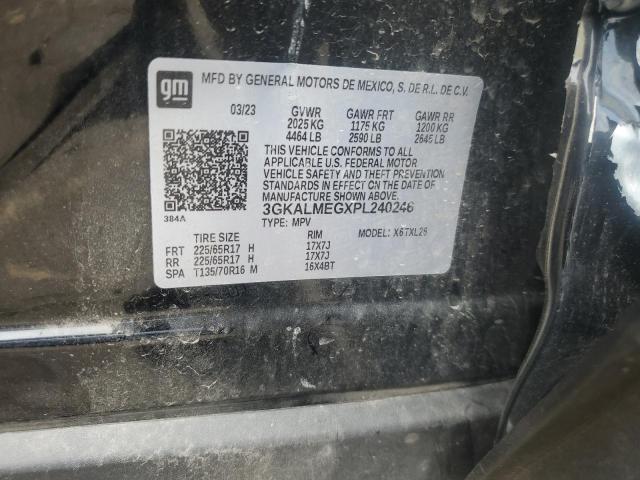 gm
MFD BY GENERAL MOTORS DE MEXICO, S. DE R.L. DE C.V.
03/23 GVWR GAWR FRT GAWR RR
2025 KG 1175 KG 1200 KG
4464 LB 2590 LB 2646 LB
THIS VEHICLE CONFORMS TO ALL
APPLICABLE U.S. FEDERAL MOTOR
VEHICLE SAFETY AND THEFT PREVENTION
STANDARDS IN EFFECT ON THE DATE OF
MANUFACTURE SHOWN ABOVE.
3GKALMEGXPL240246
384A
TYPE: MPV MODEL: X6TXL26
TIRE SIZE RIM
FRT 225/65R17 H 17X7J
RR 225/65R17 H 17X7J
SPA T135/70R16 M 16X4BT